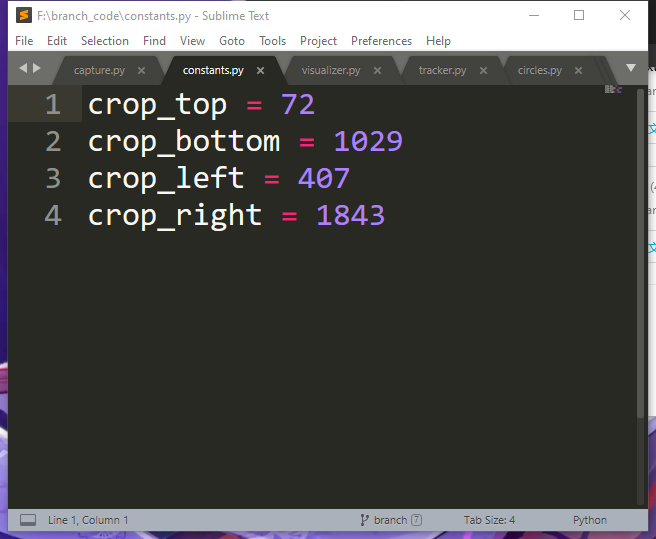 F:\branch_code\constants.py - Sublime Text
File Edit Selection Find View Goto Tools Project Preferences Help
capture.py constants.py visualizer.py tracker.py circles.py
1 crop_top = 72
2 crop_bottom = 1029
3 crop_left = 407
4 crop_right = 1843
Line 1, Column 1 branch 7 Tab Size: 4 Python